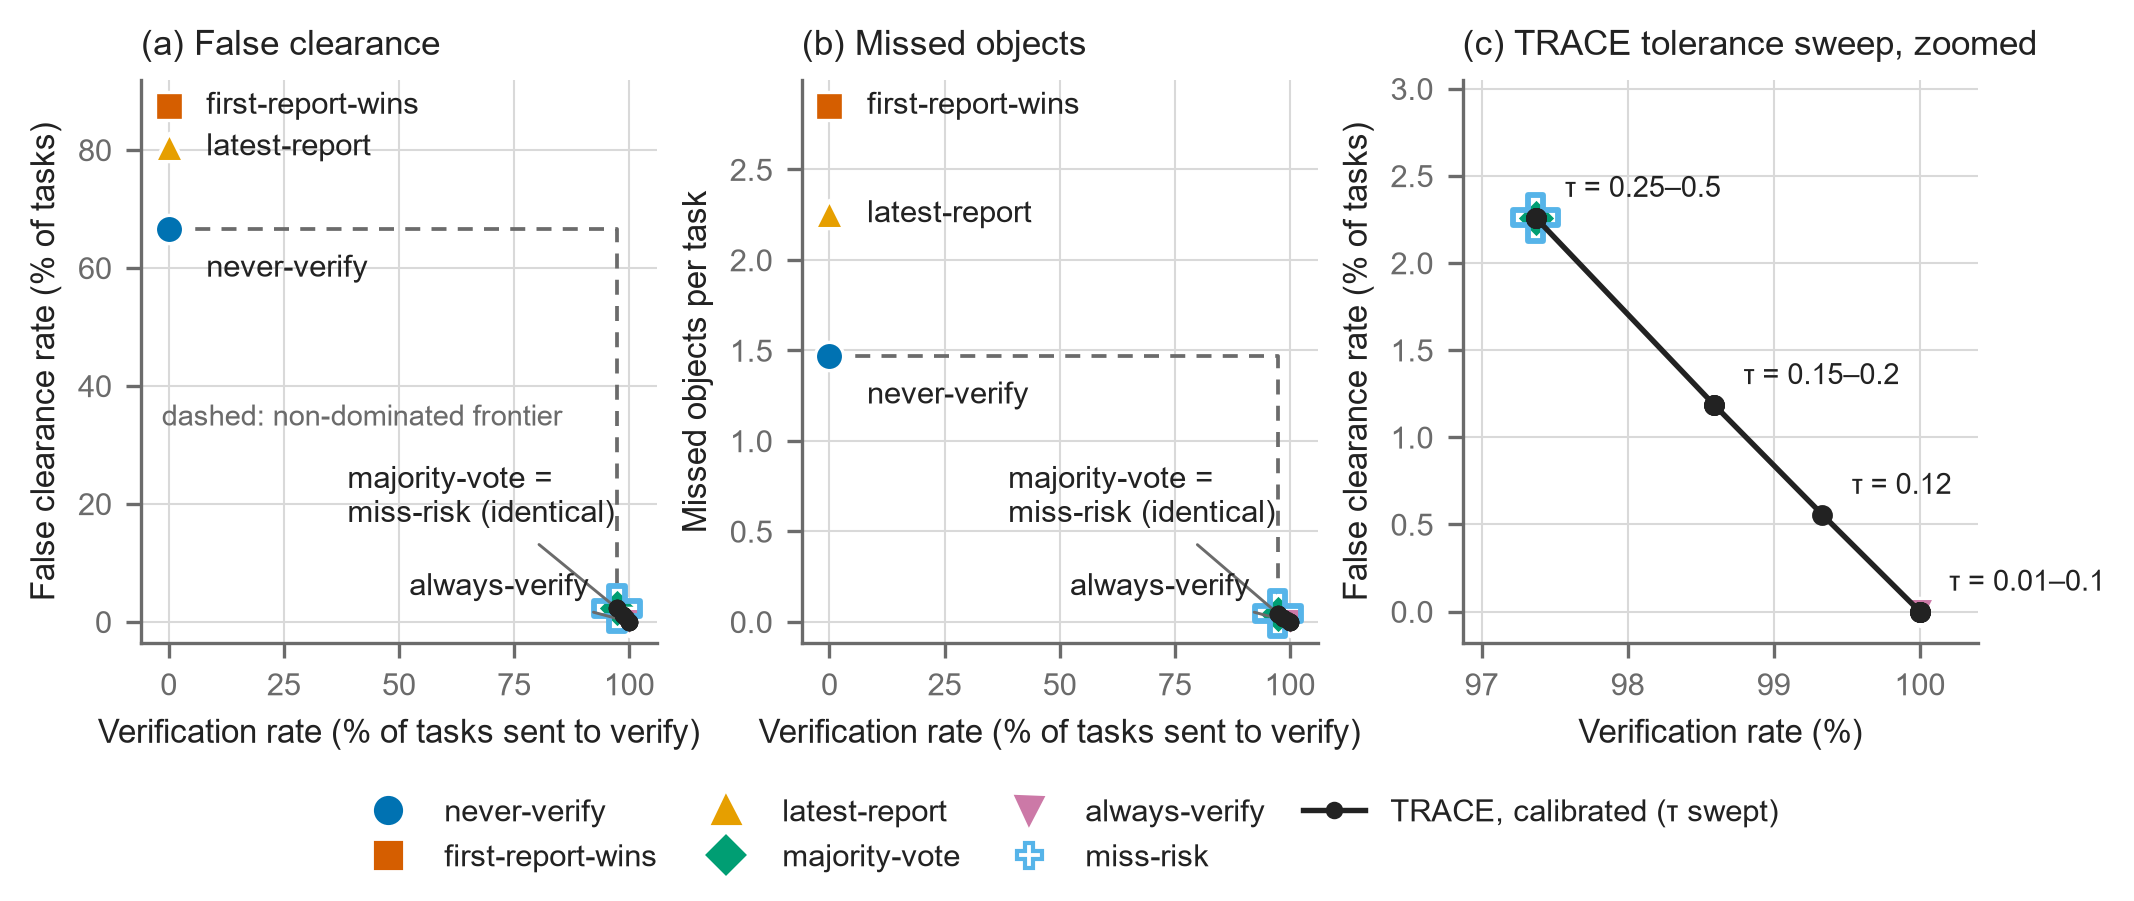 (a) False clearance
False clearance rate (% of tasks)
80
60
40
20
0
first-report-wins
latest-report
never-verify
dashed: non-dominated frontier
majority-vote =
miss-risk (identical)
always-verify
0 25 50 75 100
Verification rate (% of tasks sent to verify)
(b) Missed objects
Missed objects per task
2.5
2.0
1.5
1.0
0.5
0.0
first-report-wins
latest-report
never-verify
majority-vote =
miss-risk (identical)
always-verify
0 25 50 75 100
Verification rate (% of tasks sent to verify)
(c) TRACE tolerance sweep, zoomed
False clearance rate (% of tasks)
3.0
2.5
2.0
1.5
1.0
0.5
0.0
τ = 0.25–0.5
τ = 0.15–0.2
τ = 0.12
τ = 0.01–0.1
97 98 99 100
Verification rate (%)
never-verify latest-report always-verify TRACE, calibrated (τ swept)
first-report-wins majority-vote miss-risk